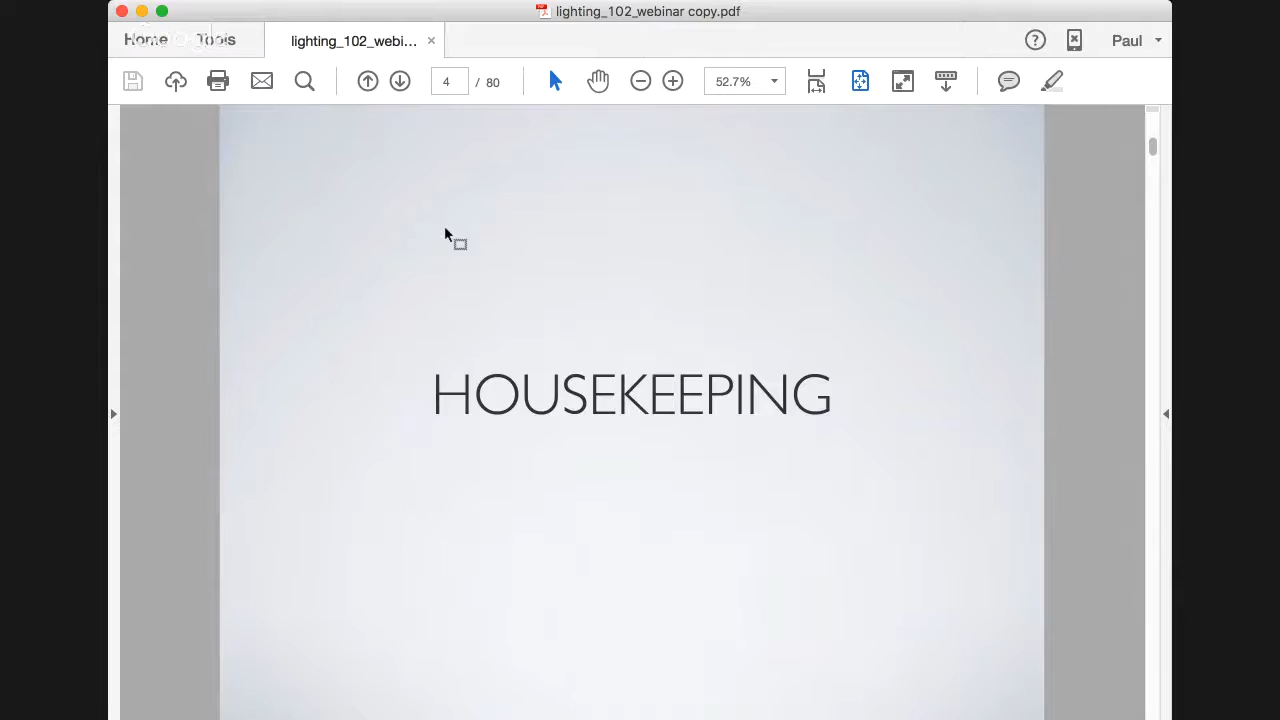 lighting_102_webinar copy.pdf
Home Tools lighting_102_webi... × Paul
4 / 80 52.7%
HOUSEKEEPING